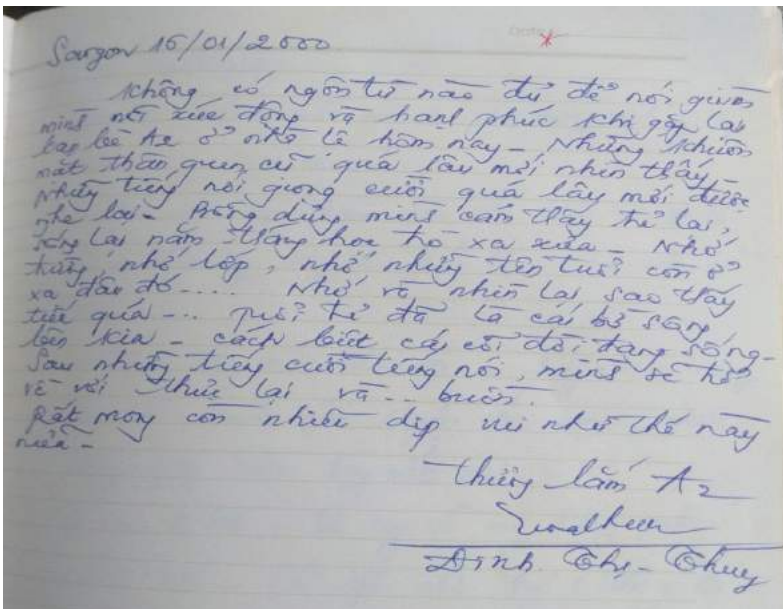 Saigon 16/01/2000
Không có ngôn từ nào đủ để nói giùm
mình nỗi xúc động và hạnh phúc khi gặp lại
bạn bè A2 ở nhà Lê hôm nay - Những khuôn
mặt thân quen cũ quá lâu mới nhìn thấy,
những tiếng nói giọng cười quá lâu mới được
nghe lại - Bỗng dưng mình cảm thấy trẻ lại,
sống lại năm tháng học trò xa xưa - Nhớ
trường, nhớ lớp, nhớ những tên tuổi còn ở
xa đâu đó..... Nhớ và nhìn lại, sao thấy
tiếc quá... tuổi trẻ đã là cái bờ sông
bên kia - cách biệt cái cõi đời đang sống -
Sau những tiếng cười tiếng nói, mình sẽ trở
về với thực tại và... buồn.
Rất mong còn nhiều dịp vui như thế này
nữa -
Thương lắm A2
Đinh Thị - Thuy